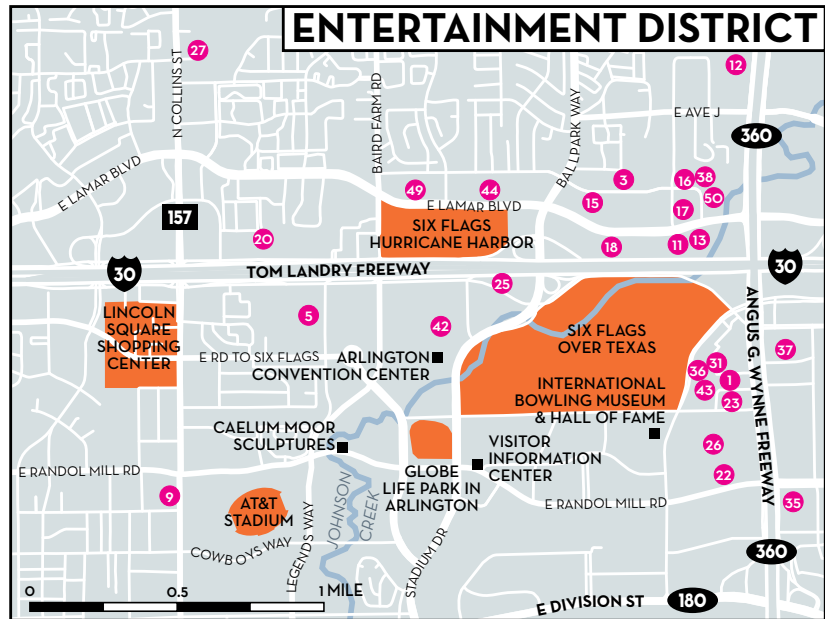 ENTERTAINMENT DISTRICT
27
N COLLINS ST
BAIRD FARM RD
BALLPARK WAY
12
E AVE J
360
E LAMAR BLVD
49
44
3
16
38
50
15
E LAMAR BLVD
17
157
SIX FLAGS
HURRICANE HARBOR
20
18
11
13
30
TOM LANDRY FREEWAY
30
25
LINCOLN
SQUARE
SHOPPING
CENTER
5
42
SIX FLAGS
OVER TEXAS
ANGUS G. WYNNE FREEWAY
37
E RD TO SIX FLAGS
ARLINGTON
CONVENTION CENTER
31
36
1
43
23
INTERNATIONAL
BOWLING MUSEUM
& HALL OF FAME
CAELUM MOOR
SCULPTURES
VISITOR
INFORMATION
CENTER
26
E RANDOL MILL RD
GLOBE
LIFE PARK IN
ARLINGTON
22
9
E RANDOL MILL RD
35
AT&T
STADIUM
JOHNSON
CREEK
COWBOYS WAY
LEGENDS WAY
STADIUM DR
360
0
0.5
1 MILE
E DIVISION ST
180